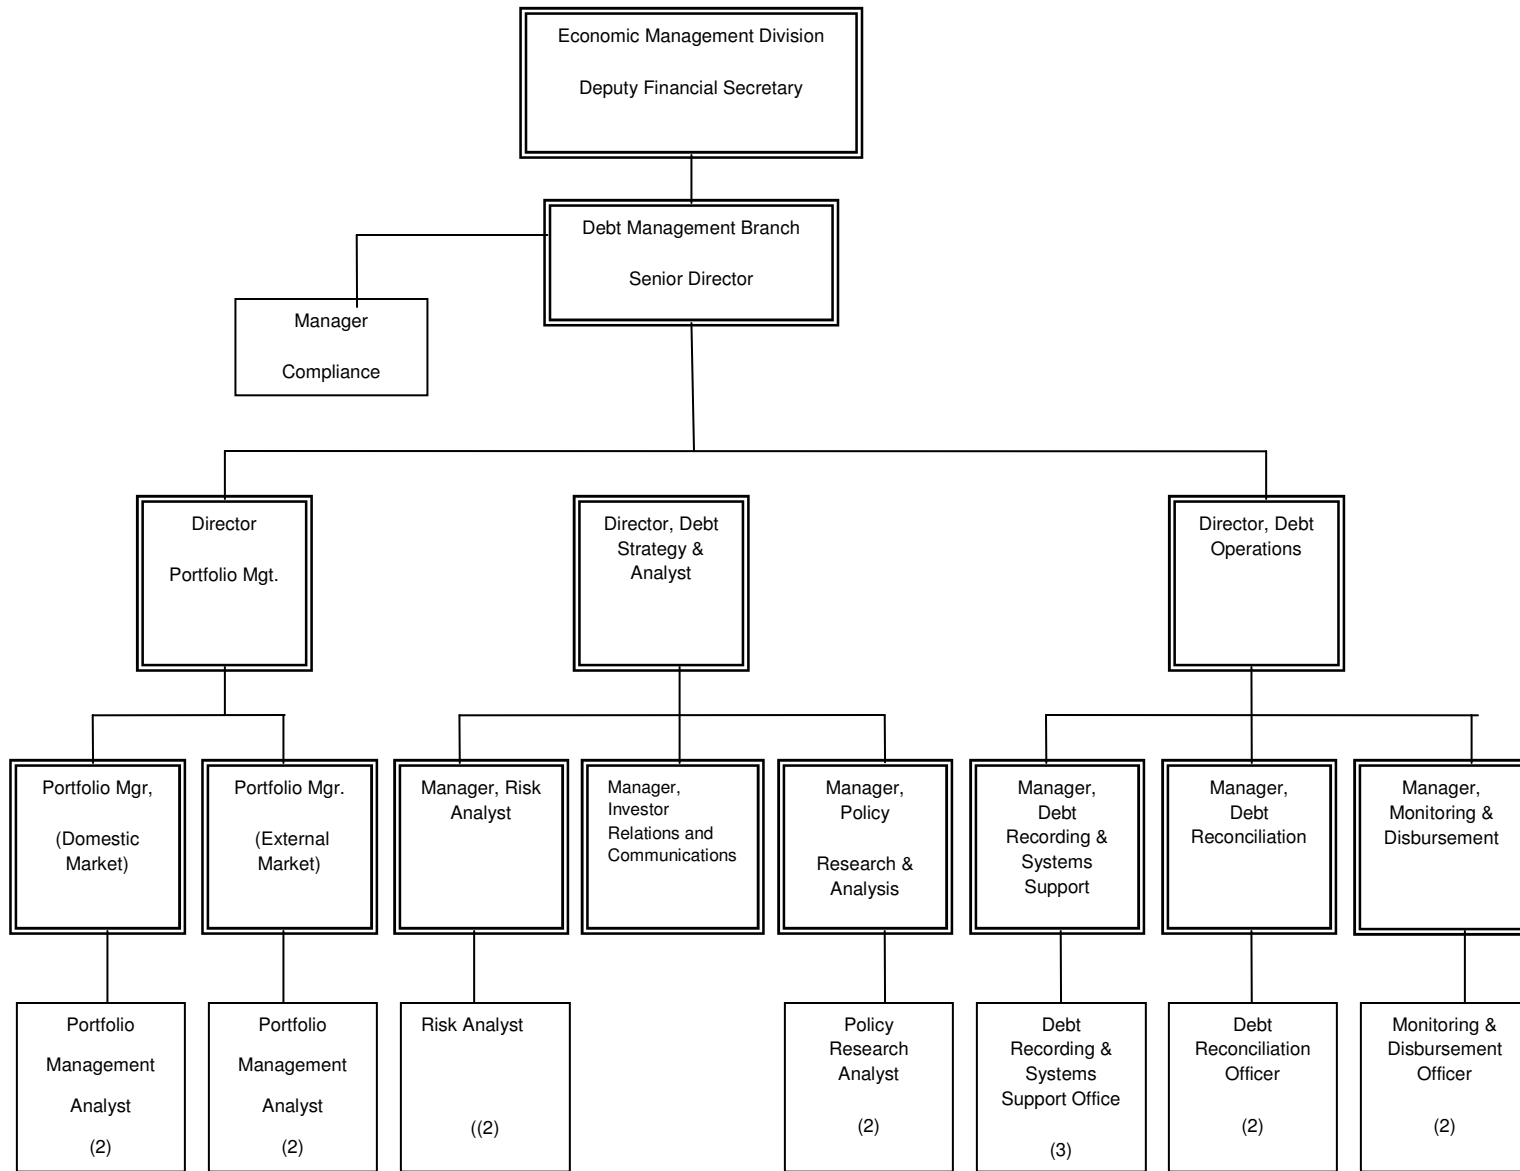 Economic Management Division
Deputy Financial Secretary
Debt Management Branch
Senior Director
Manager
Compliance
Director
Portfolio Mgt.
Director, Debt
Strategy &
Analyst
Director, Debt
Operations
Portfolio Mgr,
(Domestic
Market)
Portfolio Mgr.
(External
Market)
Manager, Risk
Analyst
Manager,
Investor
Relations and
Communications
Manager,
Policy
Research &
Analysis
Manager,
Debt
Recording &
Systems
Support
Manager,
Debt
Reconciliation
Manager,
Monitoring &
Disbursement
Portfolio
Management
Analyst
(2)
Portfolio
Management
Analyst
(2)
Risk Analyst
((2)
Policy
Research
Analyst
(2)
Debt
Recording &
Systems
Support Office
(3)
Debt
Reconciliation
Officer
(2)
Monitoring &
Disbursement
Officer
(2)